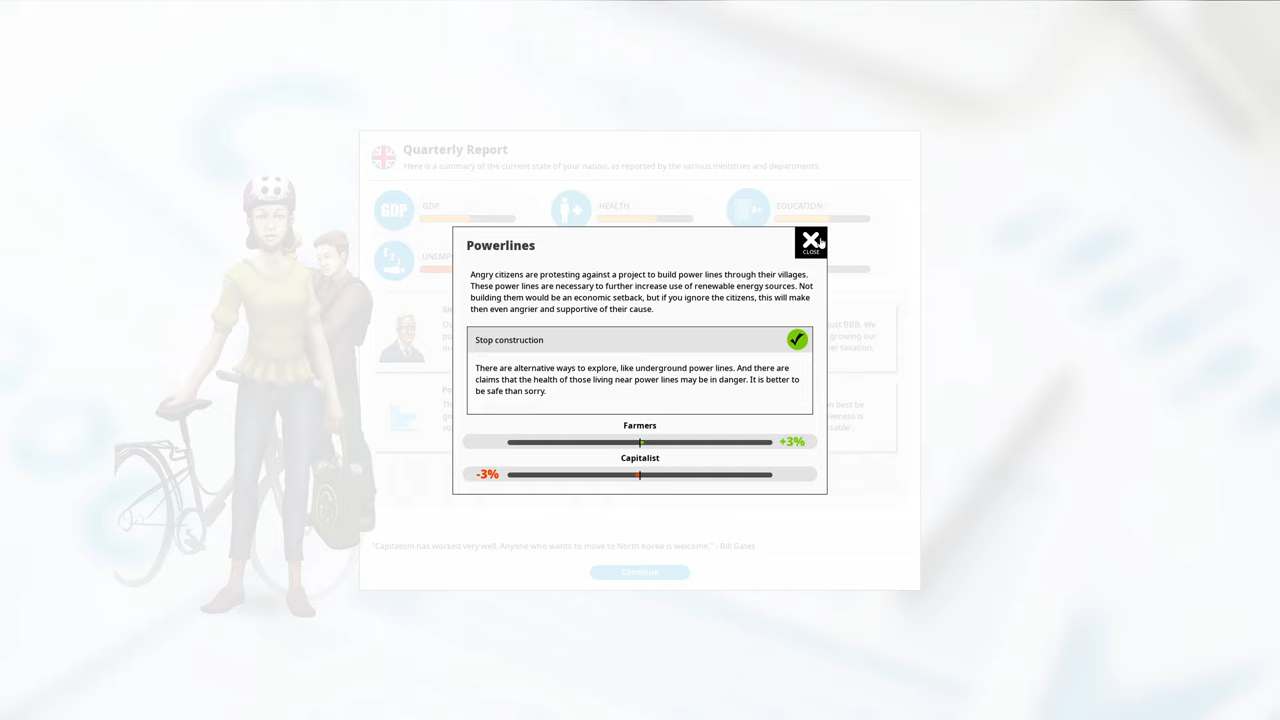 Quarterly Report
Here is a summary of the current state of your nation, as reported by the various ministries and departments.
GDP
GDP
HEALTH
EDUCATION
Powerlines
CLOSE
Angry citizens are protesting against a project to build power lines through their villages.
These power lines are necessary to further increase use of renewable energy sources. Not
building them would be an economic setback, but if you ignore the citizens, this will make
then even angrier and supportive of their cause.
Stop construction
There are alternative ways to explore, like underground power lines. And there are
claims that the health of those living near power lines may be in danger. It is better to
be safe than sorry.
Farmers
+3%
Capitalist
-3%
"Capitalism has worked very well. Anyone who wants to move to North Korea is welcome." - Bill Gates
Continue